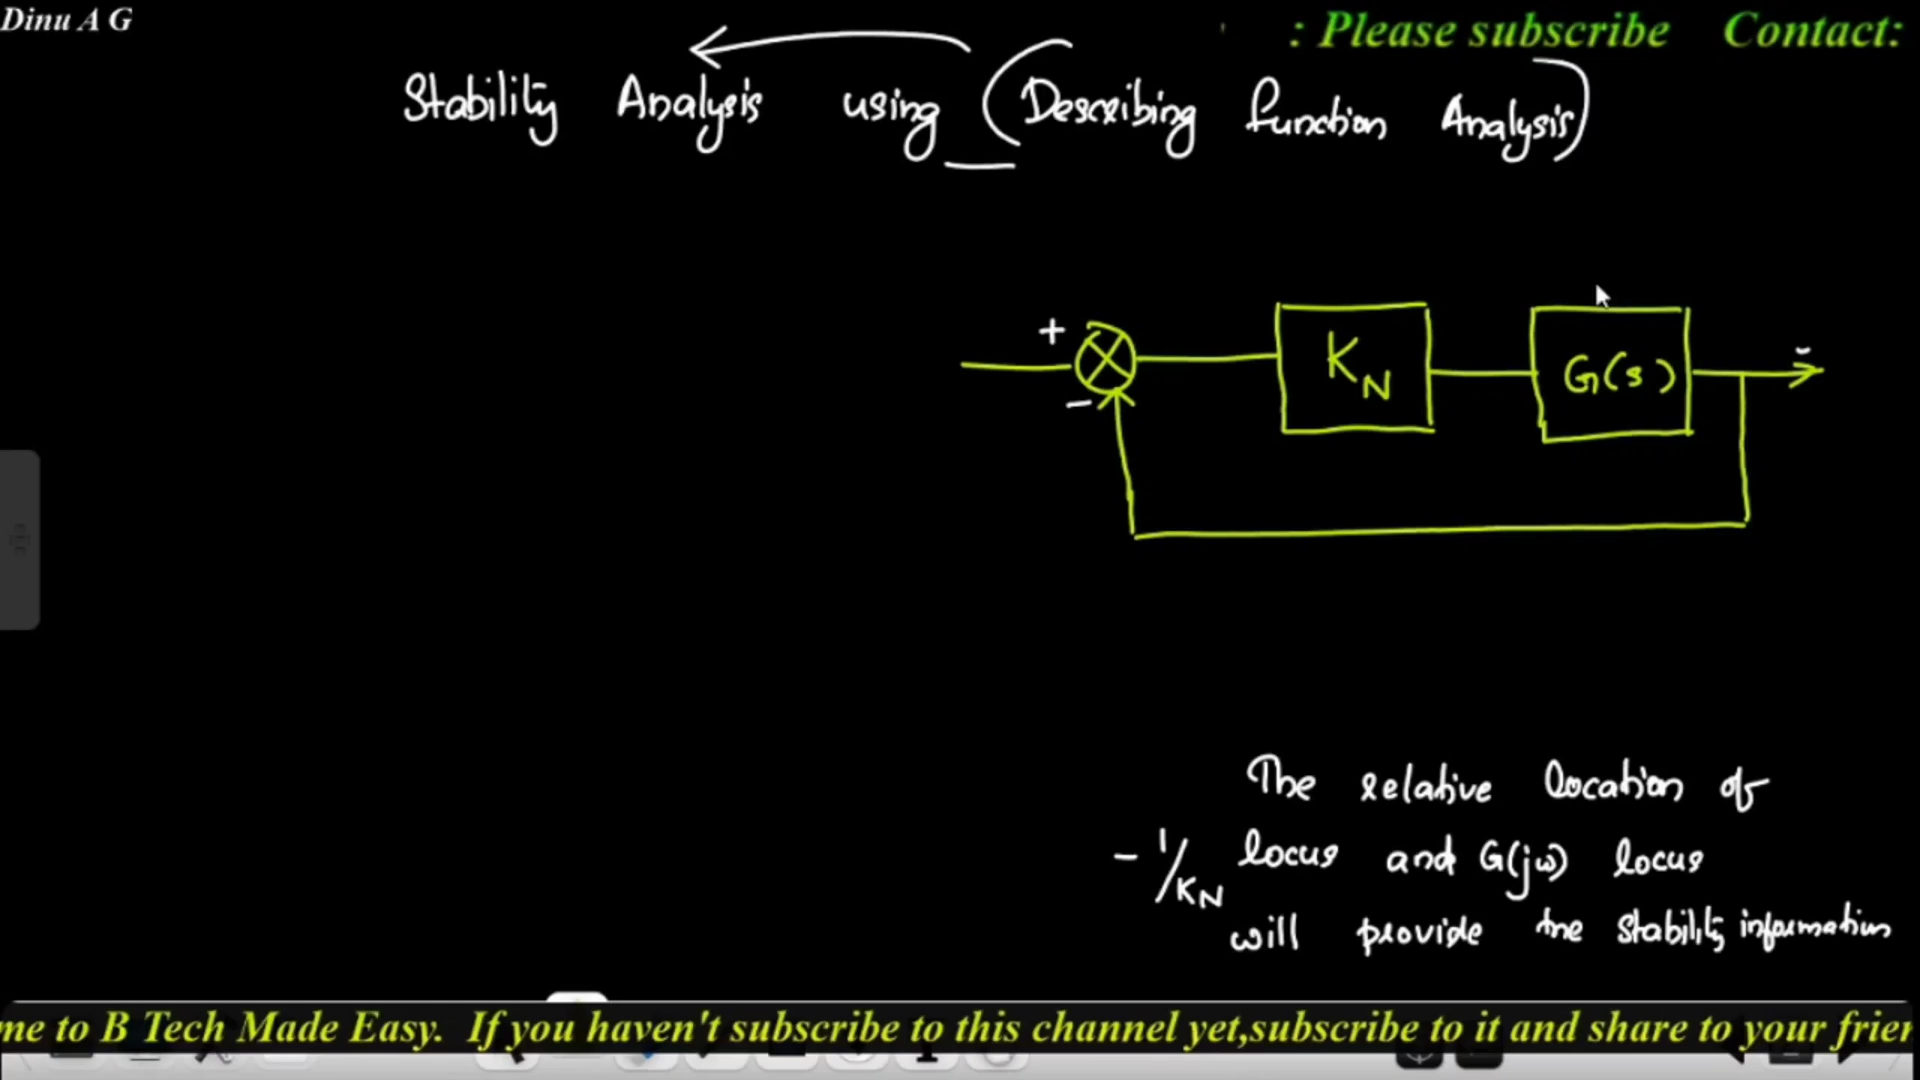 Dinu A G
: Please subscribe Contact:
Stability Analysis using (Describing function Analysis)
+
-
KN
G(s)
The relative location of
- 1/KN locus and G(jω) locus
will provide the stability information
me to B Tech Made Easy. If you haven't subscribe to this channel yet,subscribe to it and share to your frier